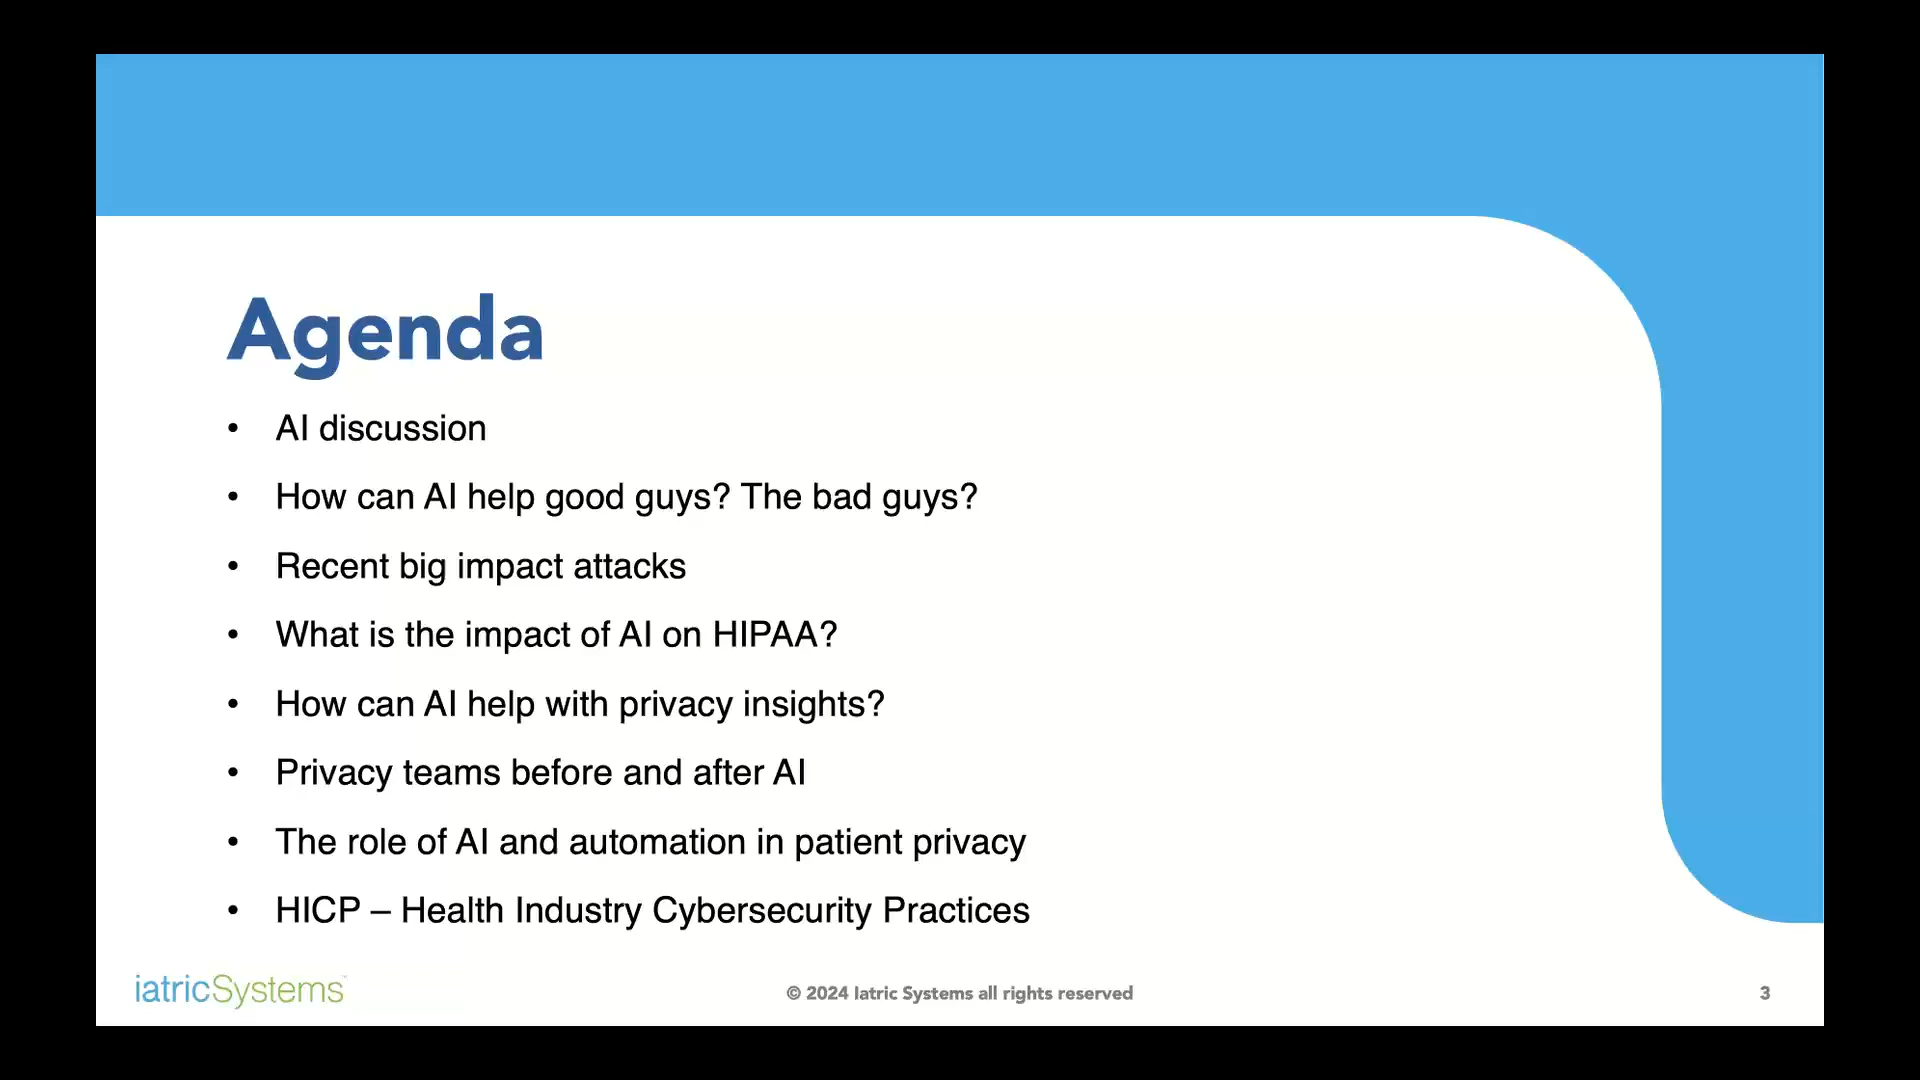 Agenda
• AI discussion
• How can AI help good guys? The bad guys?
• Recent big impact attacks
• What is the impact of AI on HIPAA?
• How can AI help with privacy insights?
• Privacy teams before and after AI
• The role of AI and automation in patient privacy
• HICP – Health Industry Cybersecurity Practices
iatricSystems™
© 2024 Iatric Systems all rights reserved
3